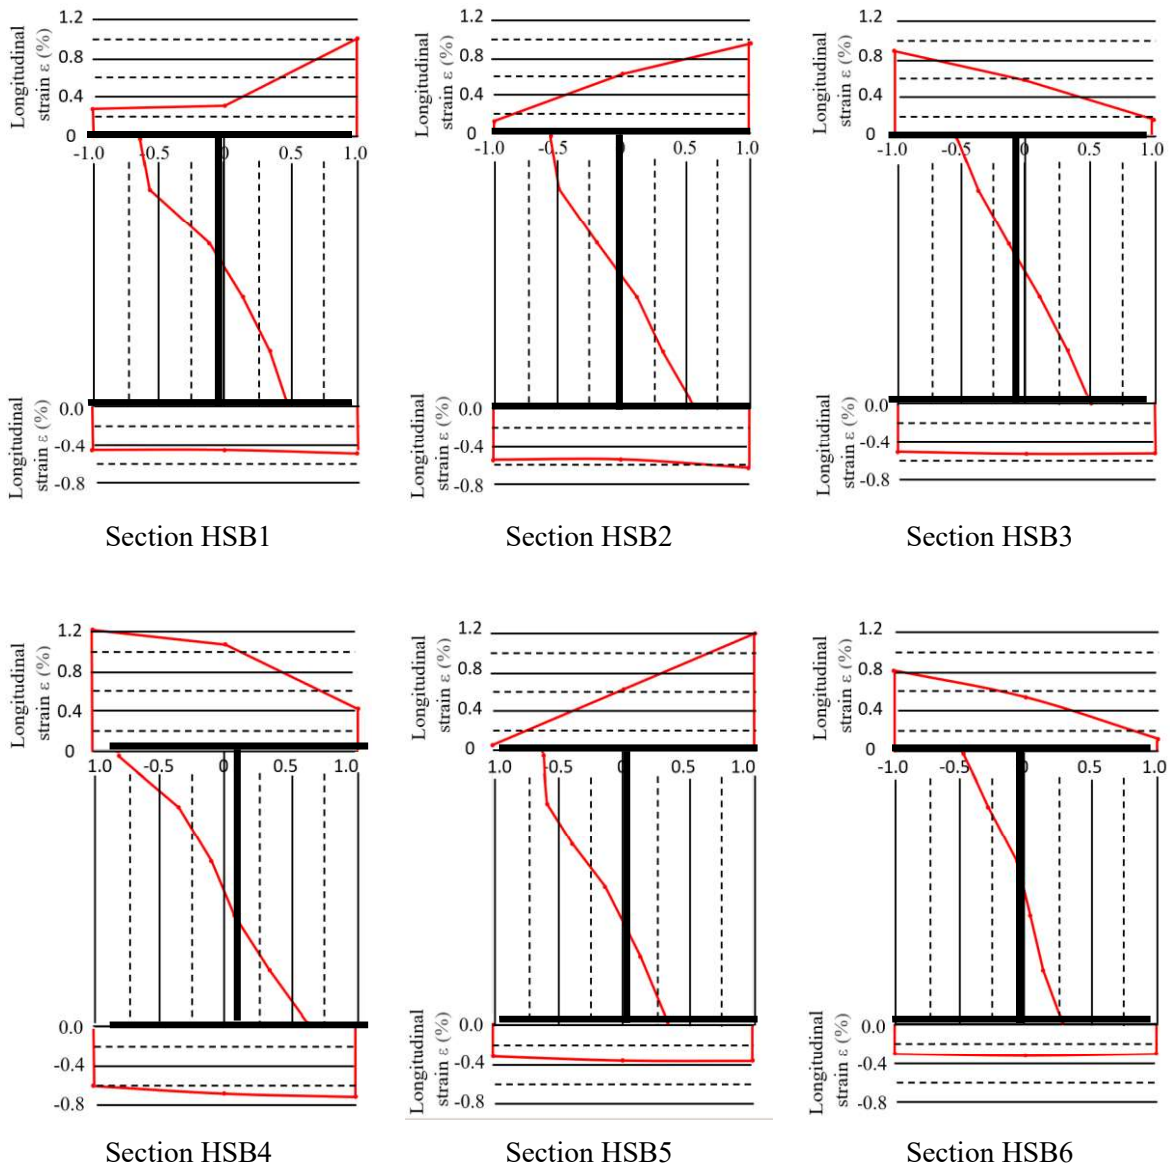 Longitudinal
strain ε (%)
1.2
0.8
0.4
0
-1.0 -0.5 0 0.5 1.0
Longitudinal
strain ε (%)
0.0
-0.4
-0.8
Section HSB1
Longitudinal
strain ε (%)
1.2
0.8
0.4
0
-1.0 -0.5 0 0.5 1.0
Longitudinal
strain ε (%)
0.0
-0.4
-0.8
Section HSB2
Longitudinal
strain ε (%)
1.2
0.8
0.4
0
-1.0 -0.5 0 0.5 1.0
Longitudinal
strain ε (%)
0.0
-0.4
-0.8
Section HSB3
Longitudinal
strain ε (%)
1.2
0.8
0.4
0
1.0 -0.5 0 0.5 1.0
Longitudinal
strain ε (%)
0.0
-0.4
-0.8
Section HSB4
Longitudinal
strain ε (%)
1.2
0.8
0.4
0
-1.0 -0.5 0 0.5 1.0
Longitudinal
strain ε (%)
0.0
-0.4
-0.8
Section HSB5
Longitudinal
strain ε (%)
1.2
0.8
0.4
0
-1.0 -0.5 0 0.5 1.0
Longitudinal
strain ε (%)
0.0
-0.4
-0.8
Section HSB6